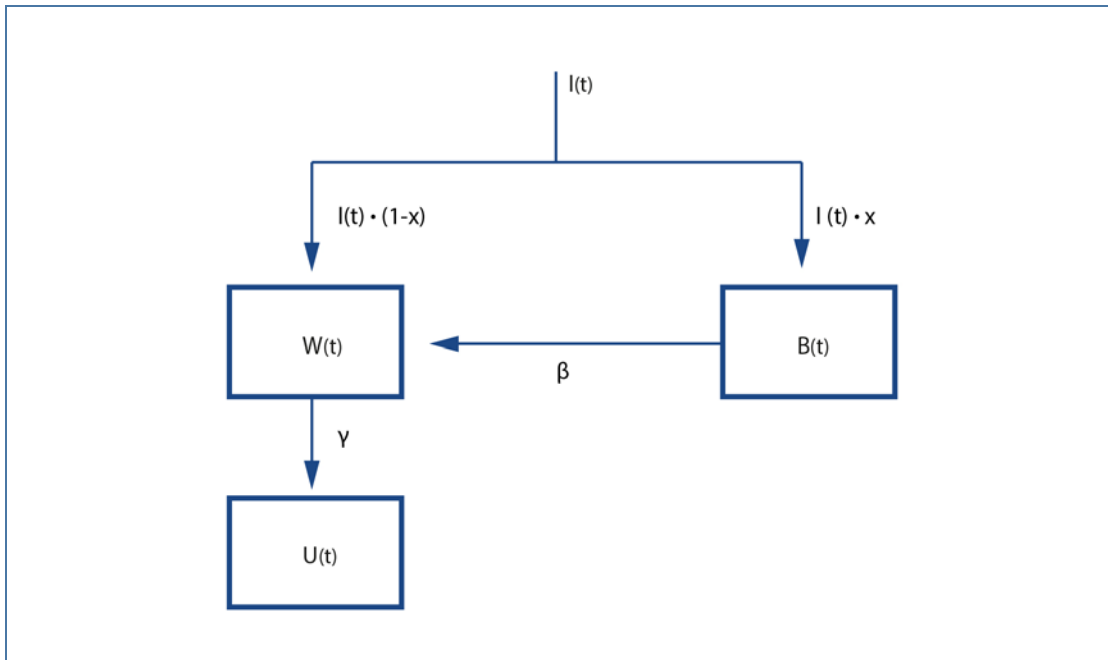 I(t)
I(t) • (1-x)
I (t) • x
W(t)
B(t)
β
γ
U(t)